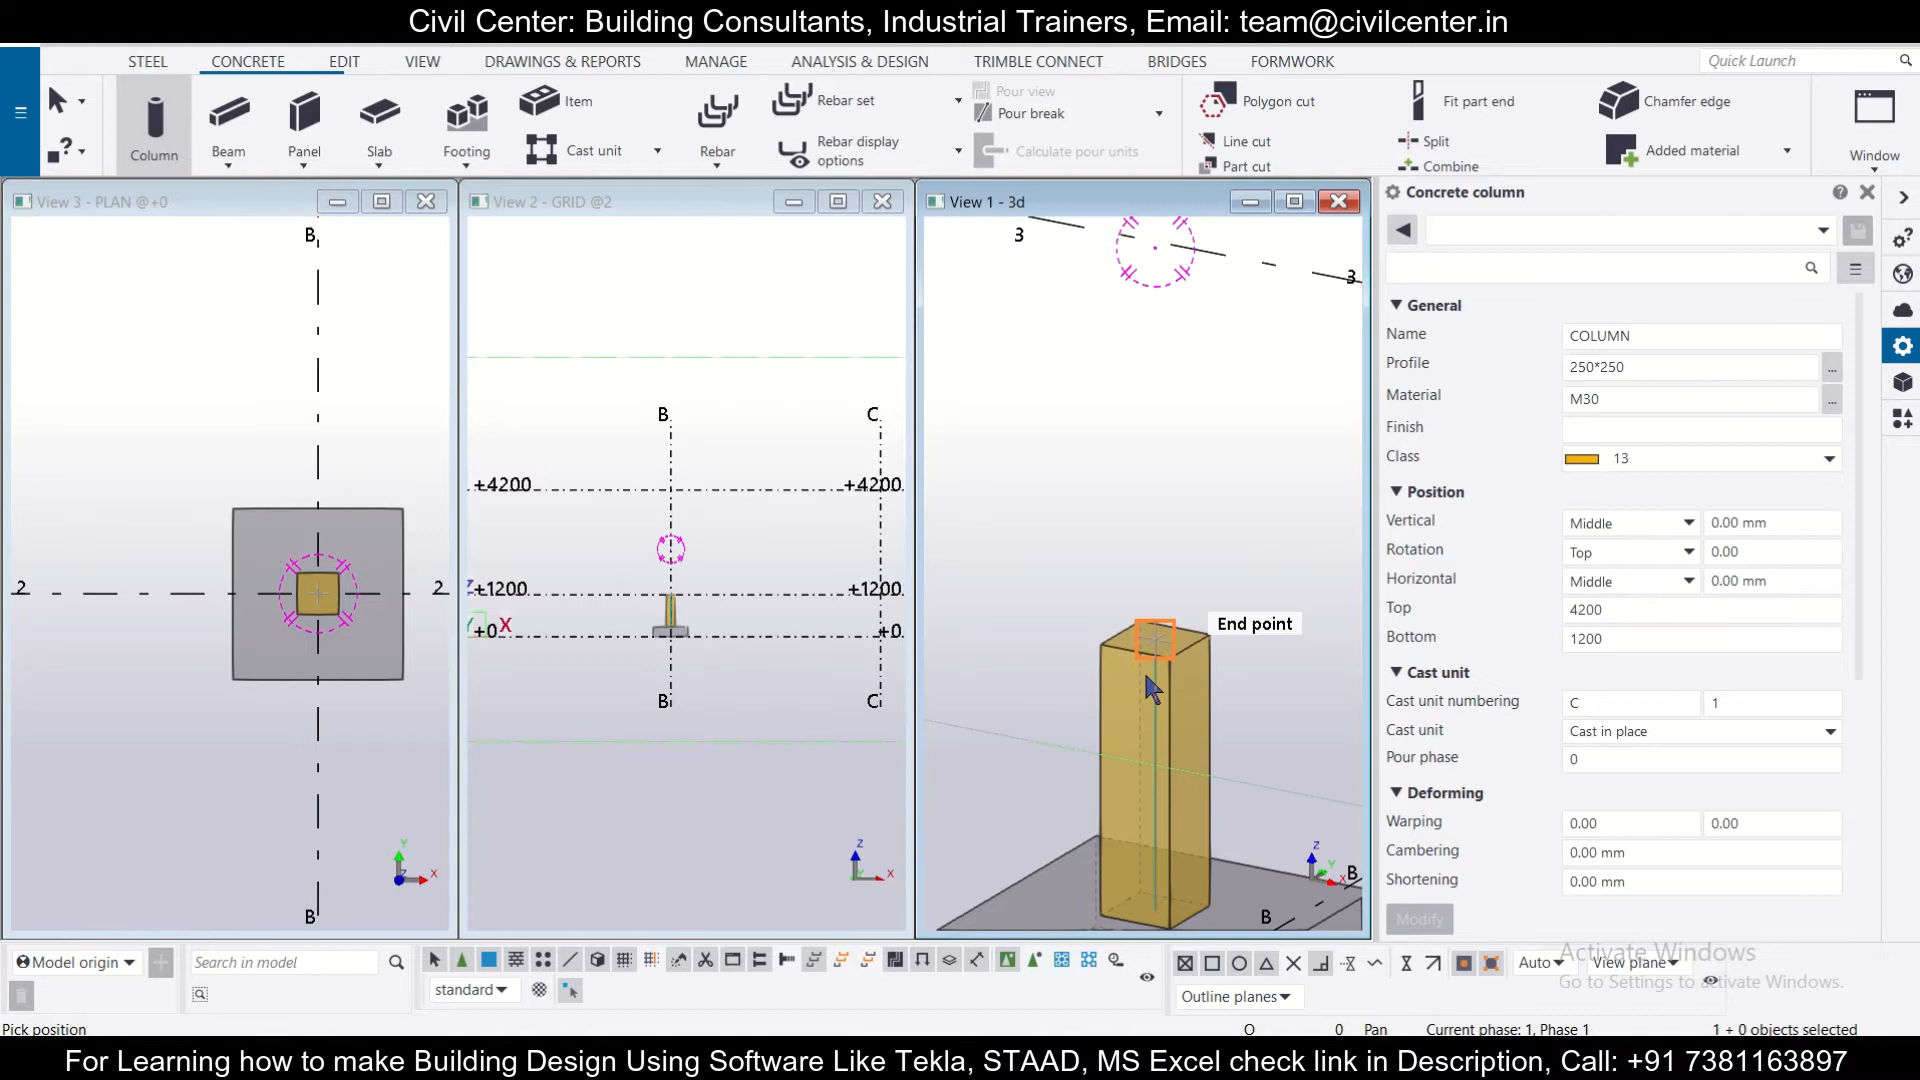 Civil Center: Building Consultants, Industrial Trainers, Email: team@civilcenter.in
STEEL CONCRETE EDIT VIEW DRAWINGS & REPORTS MANAGE ANALYSIS & DESIGN TRIMBLE CONNECT BRIDGES FORMWORK Quick Launch
Column
Beam
Panel
Slab
Footing
Item
Cast unit
Rebar
Rebar set
Rebar display options
Pour view
Pour break
Calculate pour units
Polygon cut
Line cut
Part cut
Fit part end
Split
Combine
Chamfer edge
Added material
Window
View 3 - PLAN @+0
B
2 2
B
Y
X
View 2 - GRID @2
B C
+4200 +4200
+1200 +1200
+0 X +0
B C
Z
X
View 1 - 3d
3
3
End point
B
B
Z
Y
X
Concrete column
General
Name COLUMN
Profile 250*250 ...
Material M30 ...
Finish
Class 13
Position
Vertical Middle 0.00 mm
Rotation Top 0.00
Horizontal Middle 0.00 mm
Top 4200
Bottom 1200
Cast unit
Cast unit numbering C 1
Cast unit Cast in place
Pour phase 0
Deforming
Warping 0.00 0.00
Cambering 0.00 mm
Shortening 0.00 mm
Modify
Model origin
Search in model
standard
Auto
View plane
Outline planes
Activate Windows
Go to Settings to activate Windows.
Pick position O 0 Pan Current phase: 1, Phase 1 1 + 0 objects selected
For Learning how to make Building Design Using Software Like Tekla, STAAD, MS Excel check link in Description, Call: +91 7381163897